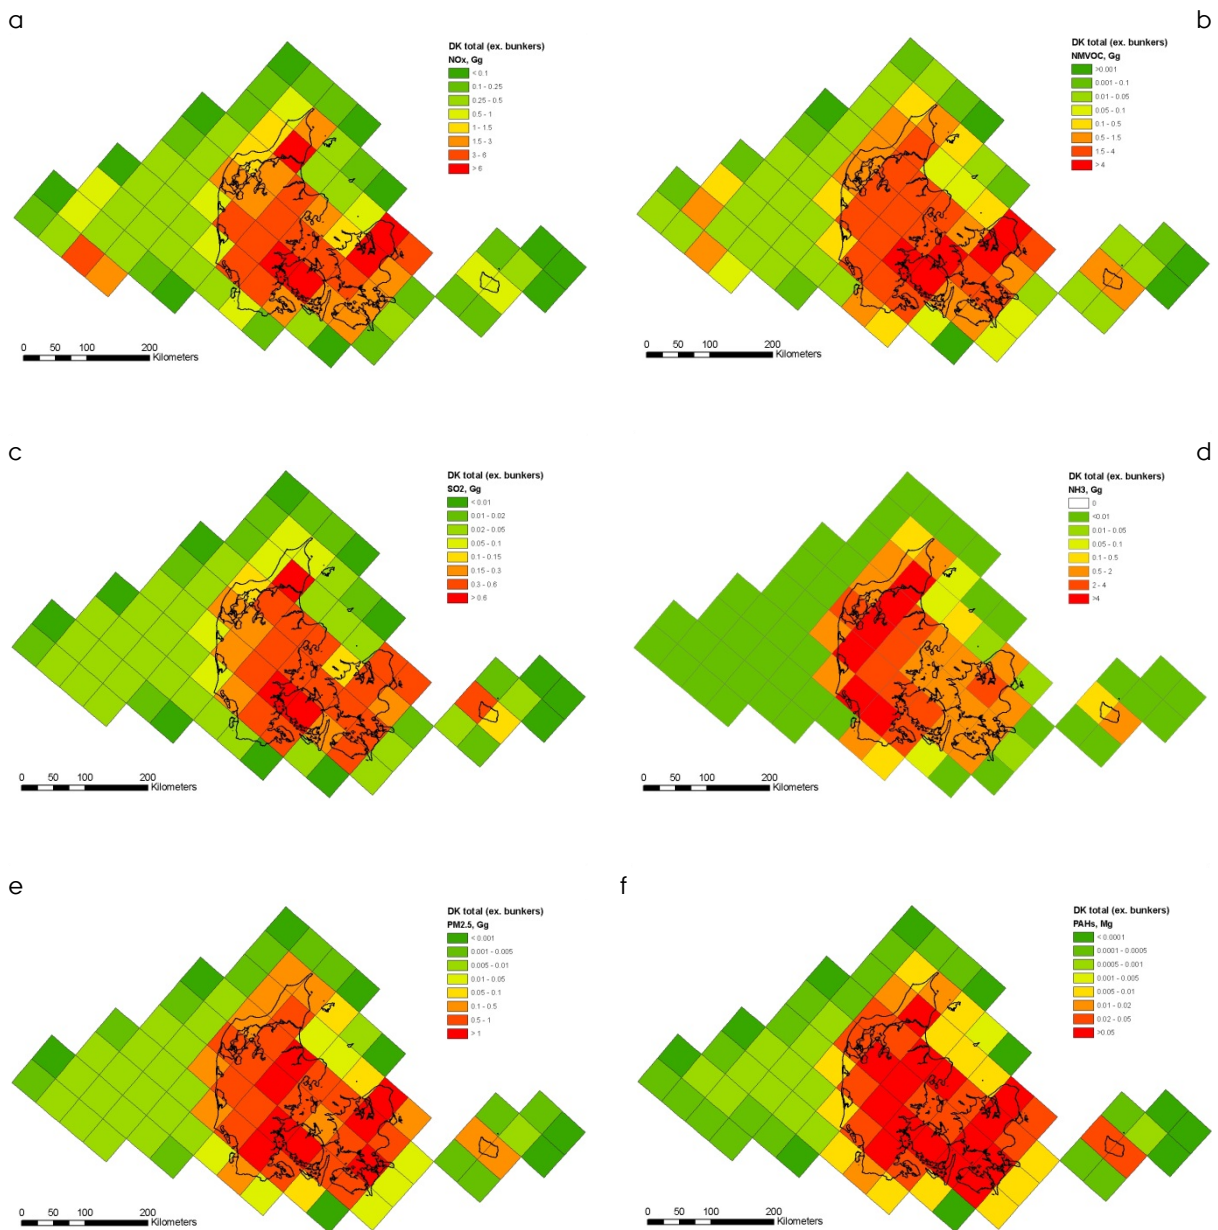 a
DK total (ex. bunkers)
NOx, Gg
< 0.1
0.1 - 0.25
0.25 - 0.5
0.5 - 1
1 - 1.5
1.5 - 3
3 - 6
> 6
0 50 100 200
Kilometers
b
DK total (ex. bunkers)
NMVOC, Gg
>0.001
0.001 - 0.1
0.01 - 0.05
0.05 - 0.1
0.1 - 0.5
0.5 - 1.5
1.5 - 4
> 4
0 50 100 200
Kilometers
c
DK total (ex. bunkers)
SO2, Gg
< 0.01
0.01 - 0.02
0.02 - 0.05
0.05 - 0.1
0.1 - 0.15
0.15 - 0.3
0.3 - 0.6
> 0.6
0 50 100 200
Kilometers
d
DK total (ex. bunkers)
NH3, Gg
0
<0.01
0.01 - 0.05
0.05 - 0.1
0.1 - 0.5
0.5 - 2
2 - 4
>4
0 50 100 200
Kilometers
e
DK total (ex. bunkers)
PM2.5, Gg
< 0.001
0.001 - 0.005
0.005 - 0.01
0.01 - 0.05
0.05 - 0.1
0.1 - 0.5
0.5 - 1
> 1
0 50 100 200
Kilometers
f
DK total (ex. bunkers)
PAHs, Mg
< 0.0001
0.0001 - 0.0005
0.0005 - 0.001
0.001 - 0.005
0.005 - 0.01
0.01 - 0.02
0.02 - 0.05
>0.05
0 50 100 200
Kilometers